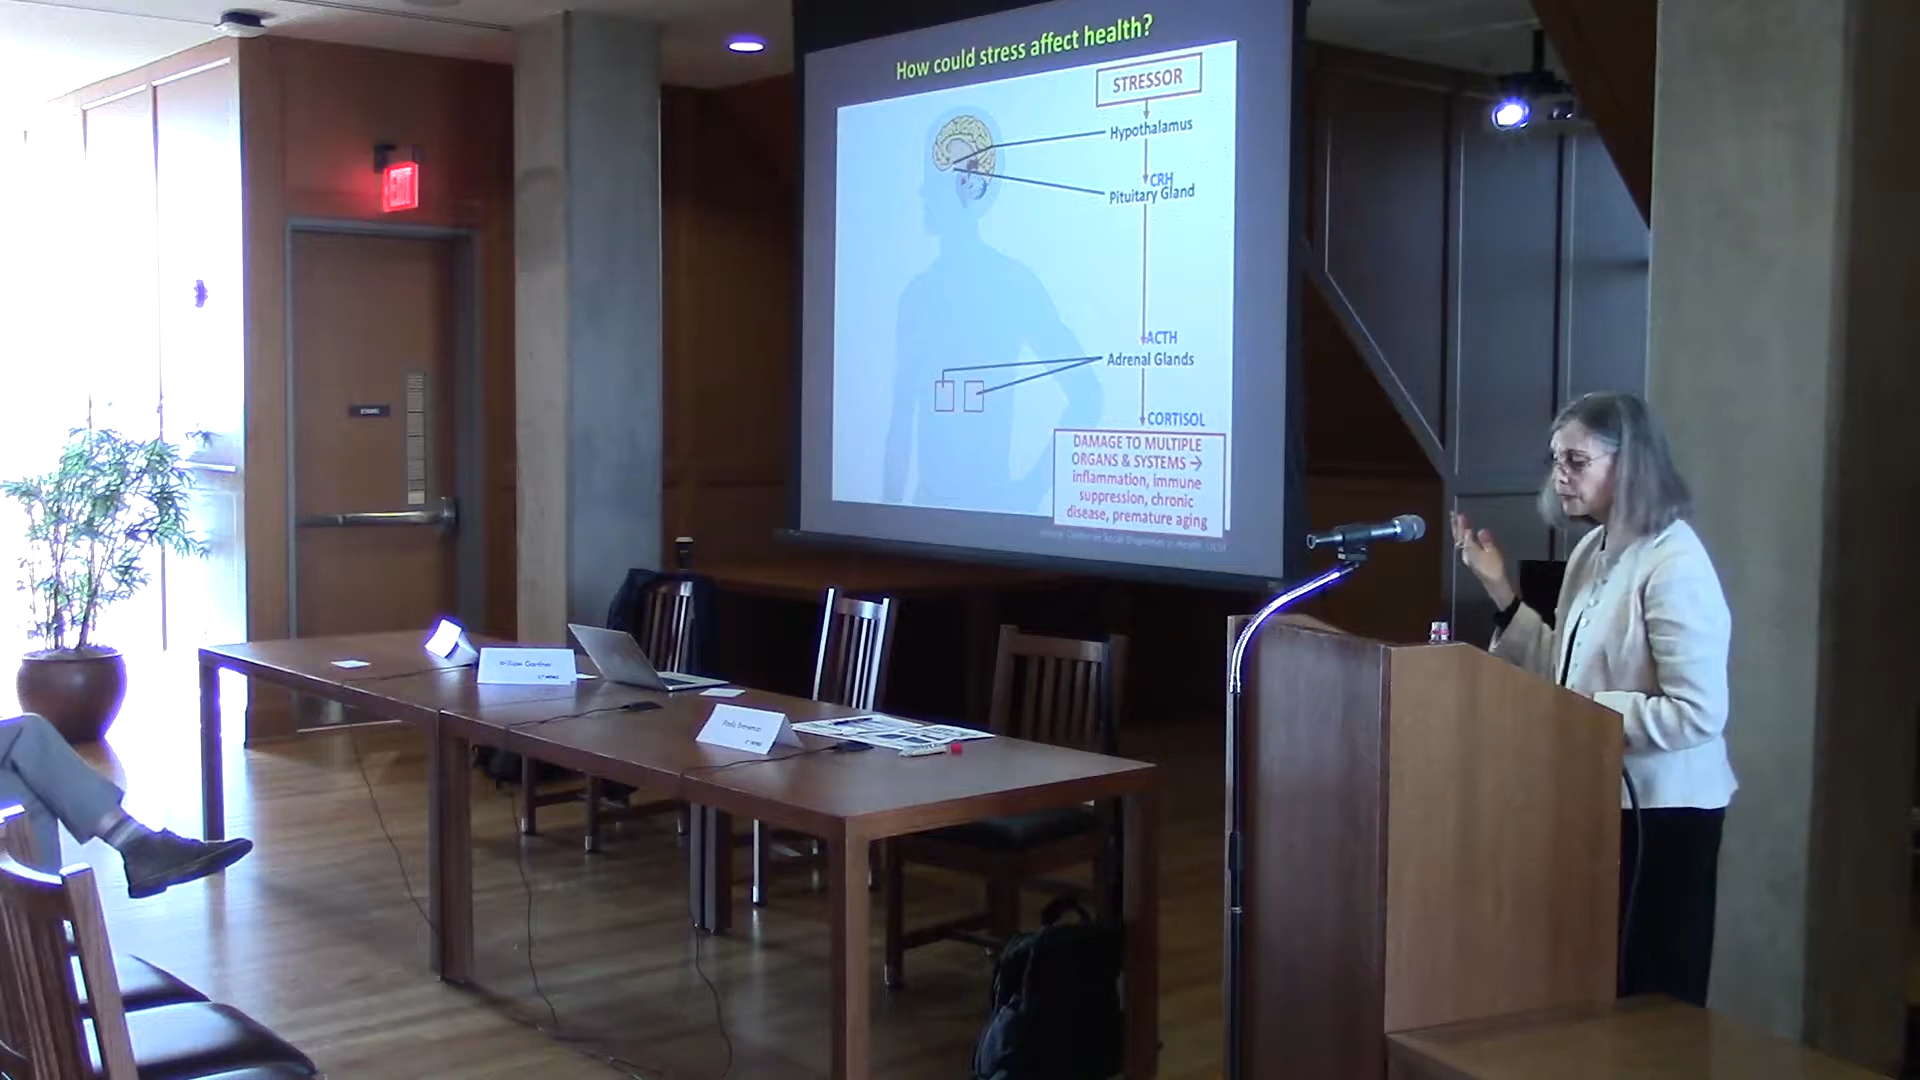 How could stress affect health?
STRESSOR
Hypothalamus
CRH
Pituitary Gland
ACTH
Adrenal Glands
CORTISOL
DAMAGE TO MULTIPLE
ORGANS & SYSTEMS →
inflammation, immune
suppression, chronic
disease, premature aging
EXIT
Gardner